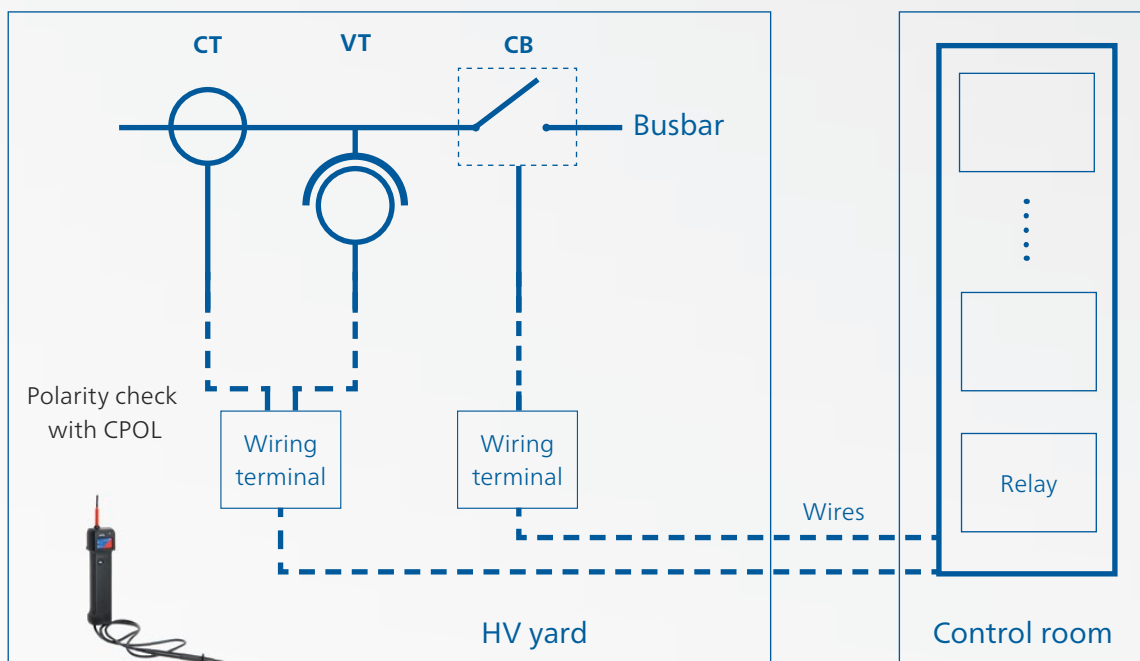 CT
VT
CB
Busbar
Polarity check
with CPOL
Wiring
terminal
Wiring
terminal
Relay
Wires
HV yard
Control room